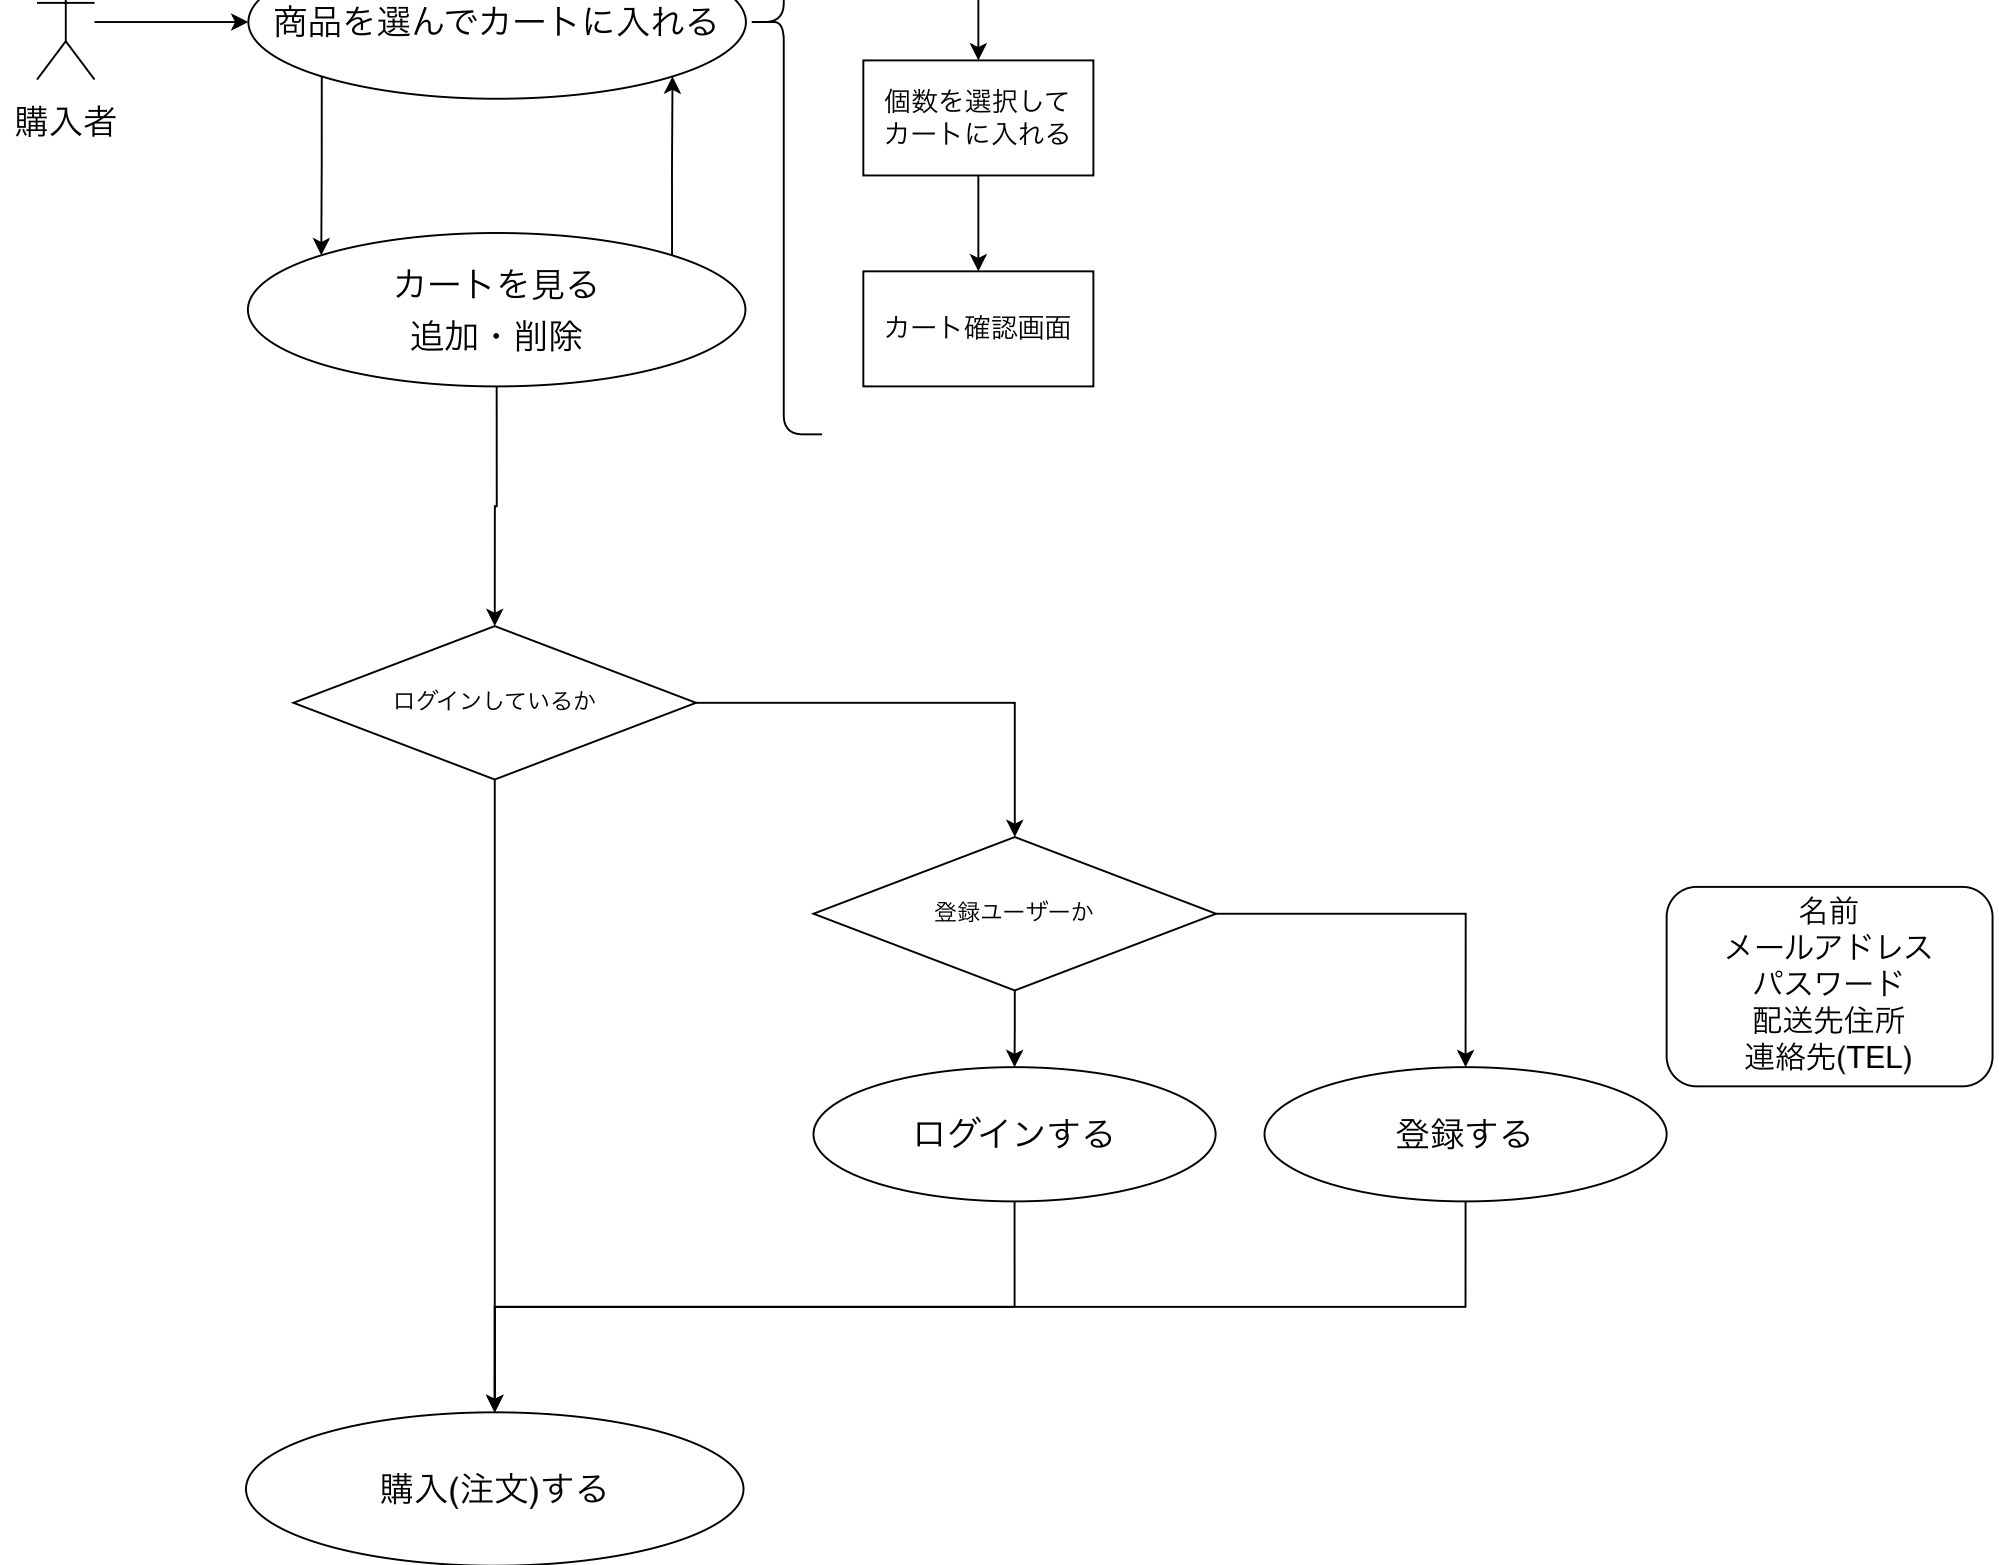 商品を選んでカートに入れる
購入者
個数を選択して
カートに入れる
カートを見る
追加・削除
カート確認画面
ログインしているか
登録ユーザーか
名前
メールアドレス
パスワード
配送先住所
連絡先(TEL)
ログインする
登録する
購入(注文)する